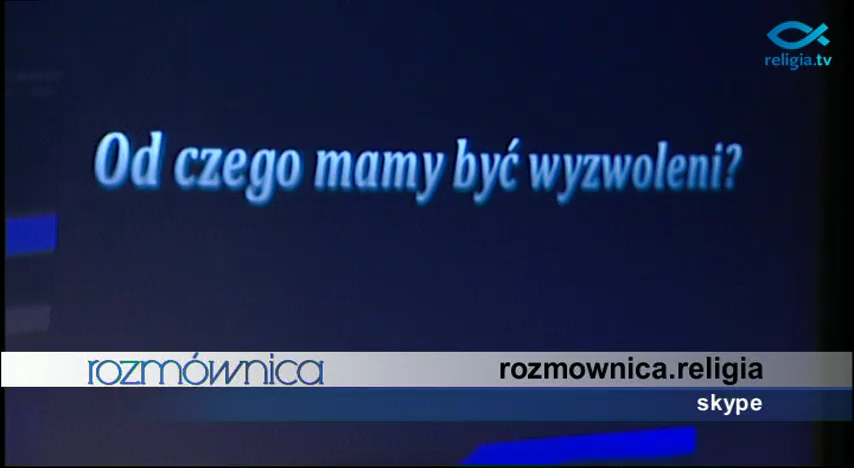 religia.tv
Od czego mamy być wyzwoleni?
rozmównica
rozmownica.religia
skype